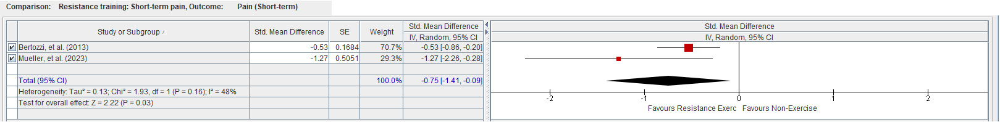 Comparison: Resistance training: Short-term pain, Outcome: Pain (Short-term)
Study or Subgroup Std. Mean Difference SE Weight Std. Mean Difference Std. Mean Difference
IV, Random, 95% CI IV, Random, 95% CI
Bertozzi, et al. (2013) -0.53 0.1684 70.7% -0.53 [-0.86, -0.20]
Mueller, et al. (2023) -1.27 0.5051 29.3% -1.27 [-2.26, -0.28]
Total (95% CI) 100.0% -0.75 [-1.41, -0.09]
Heterogeneity: Tau² = 0.13; Chi² = 1.93, df = 1 (P = 0.16); I² = 48%
Test for overall effect: Z = 2.22 (P = 0.03)
-2 -1 0 1 2
Favours Resistance Exerc Favours Non-Exercise